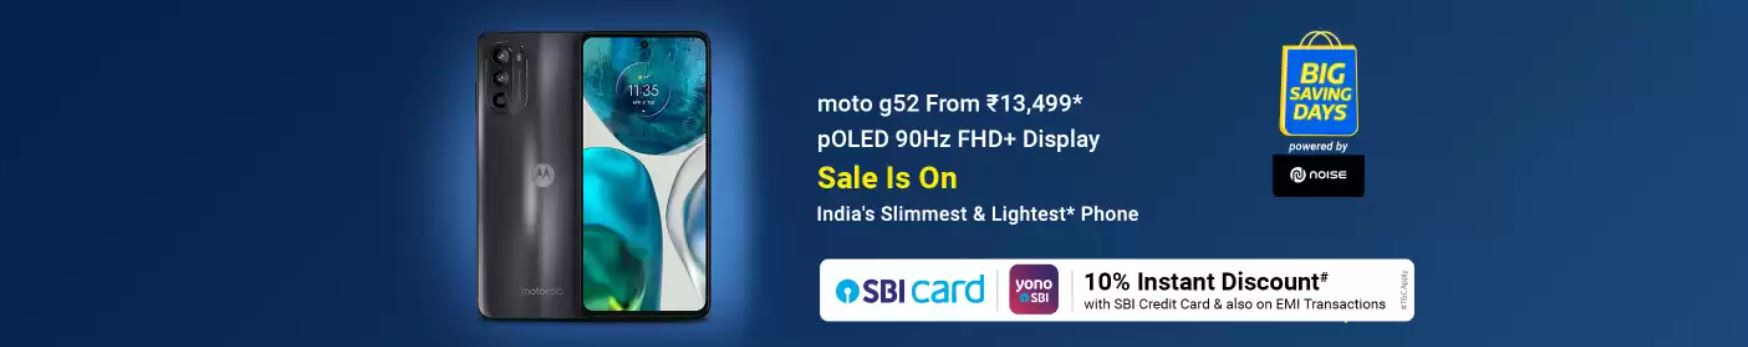 11:35
motorola
moto g52 From ₹13,499*
pOLED 90Hz FHD+ Display
Sale Is On
India's Slimmest & Lightest* Phone
SBI card
yono
SBI
10% Instant Discount#
with SBI Credit Card & also on EMI Transactions
#T&C Apply
BIG
SAVING
DAYS
powered by
noise